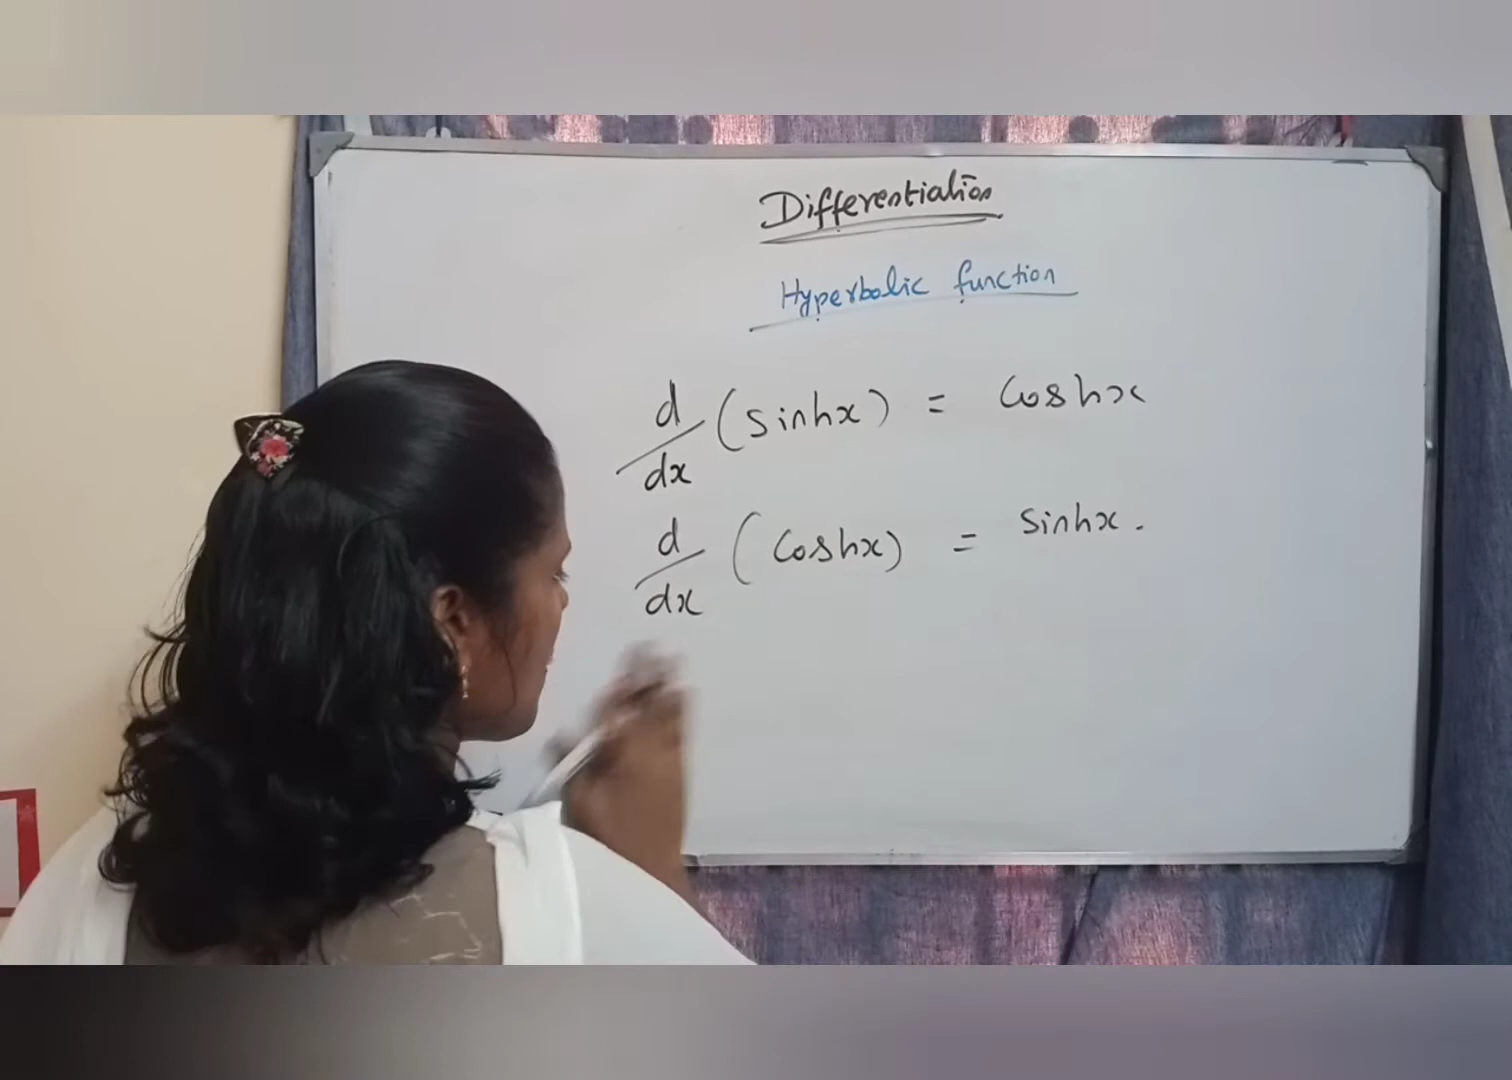 Differentiation
Hyperbolic function
d/dx (sinhx) = coshx
d/dx (coshx) = sinhx.